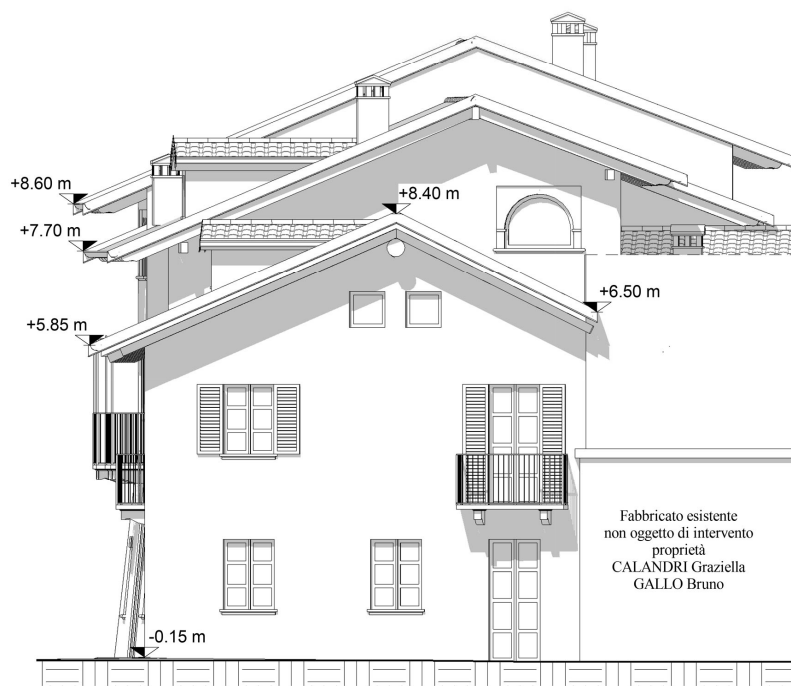 +8.60 m
+8.40 m
+7.70 m
+6.50 m
+5.85 m
Fabbricato esistente
non oggetto di intervento
proprietà
CALANDRI Graziella
GALLO Bruno
-0.15 m